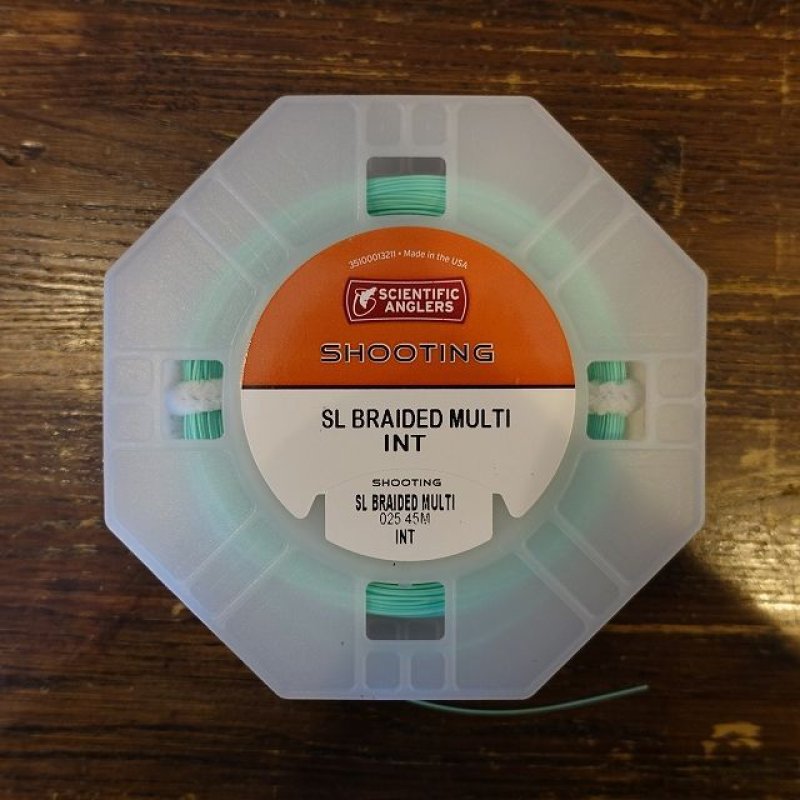 35100013211 • Made in the USA
SCIENTIFIC
ANGLERS
SHOOTING
SL BRAIDED MULTI
INT
SHOOTING
SL BRAIDED MULTI
025 45M
INT